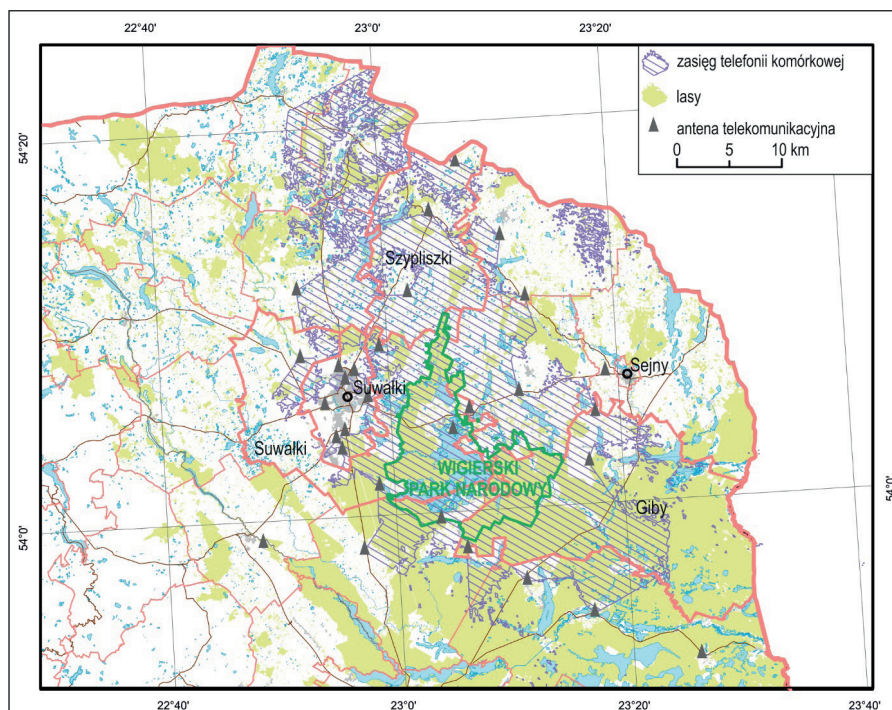 22°40' 23°0' 23°20'
zasięg telefonii komórkowej
lasy
antena telekomunikacyjna
0 5 10 km
54°20'
Szypliszki
Sejny
Suwałki
Suwałki
WIGIERSKI
PARK NARODOWY
Giby
54°0'
54°0'
22°40' 23°0' 23°20' 23°40'